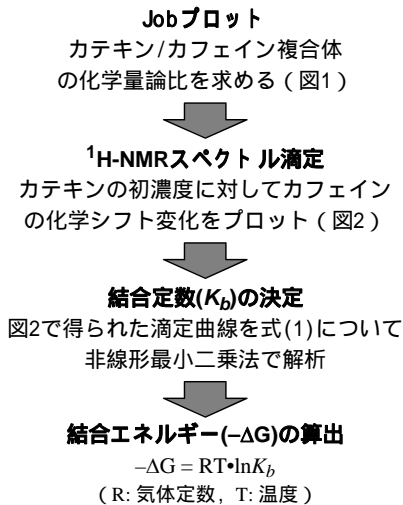 Jobプロット
カテキン/カフェイン複合体
の化学量論比を求める（図1）
¹H-NMRスペクトル滴定
カテキンの初濃度に対してカフェイン
の化学シフト変化をプロット（図2）
結合定数(K_b)の決定
図2で得られた滴定曲線を式(1)について
非線形最小二乗法で解析
結合エネルギー(−ΔG)の算出
−ΔG = RT•lnK_b
（R: 気体定数，T: 温度）